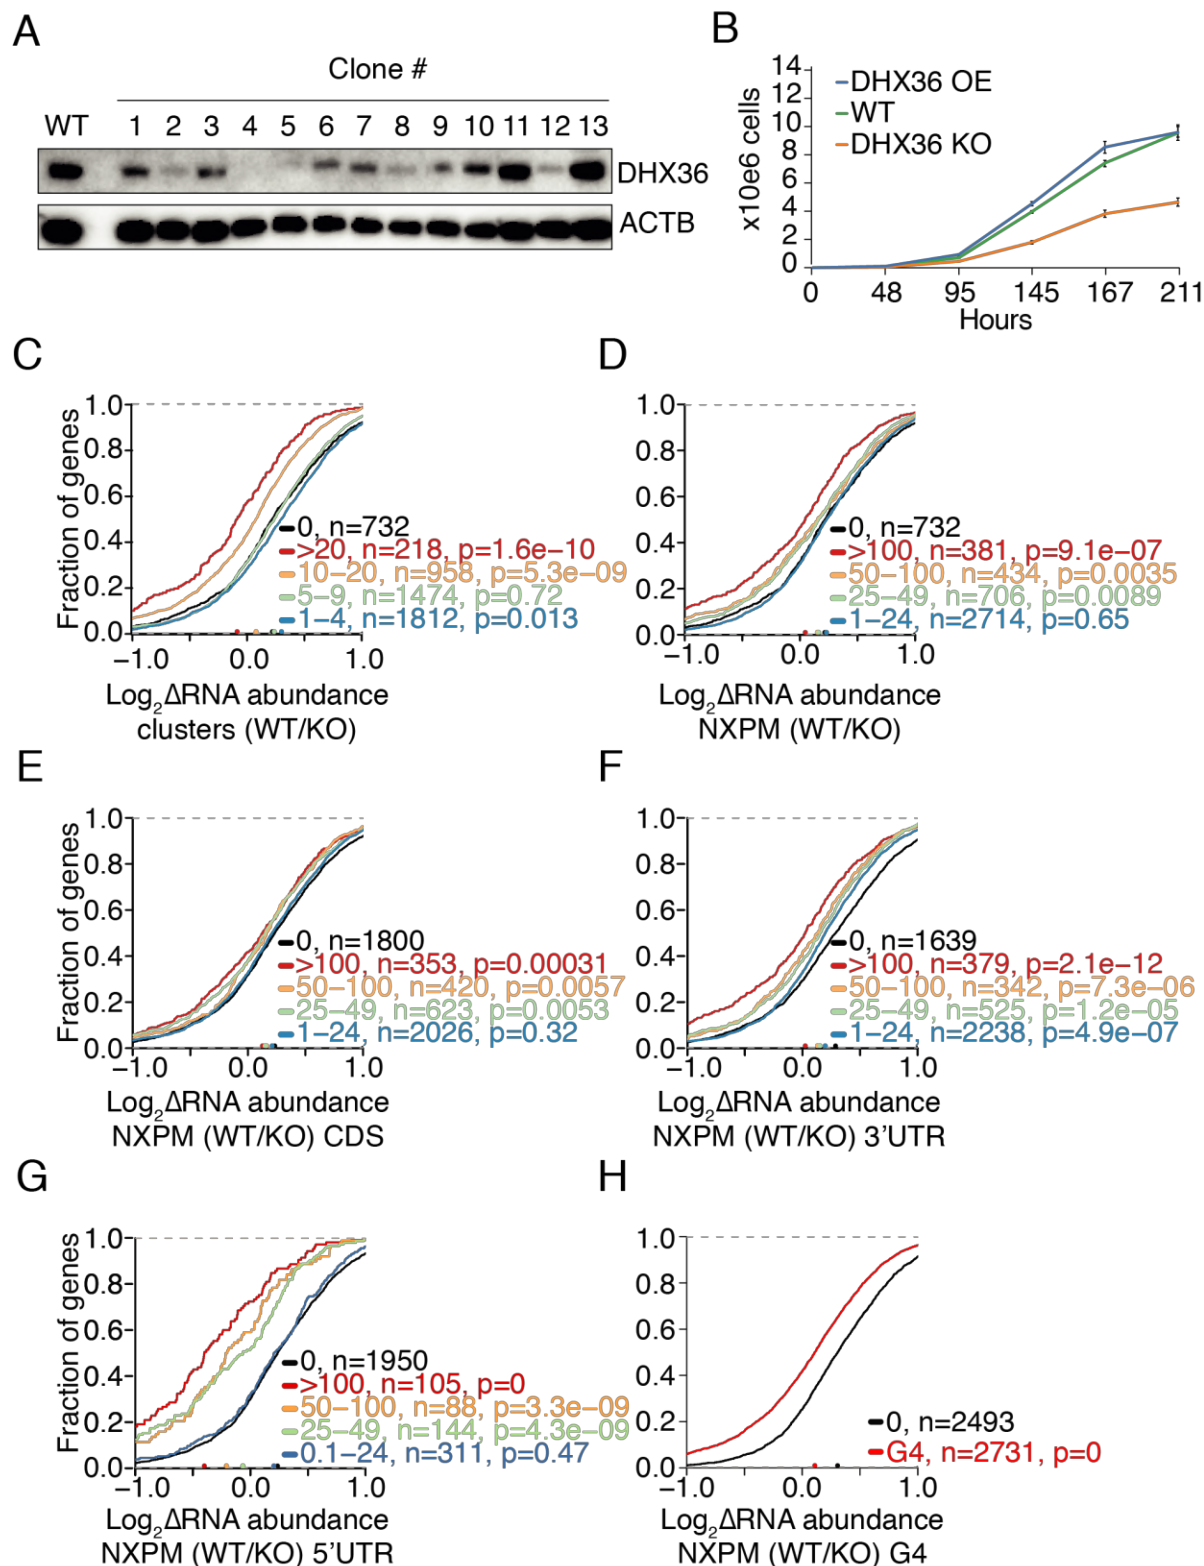 A
Clone #
WT 1 2 3 4 5 6 7 8 9 10 11 12 13
DHX36
ACTB
B
x10e6 cells
14
12
10
8
6
4
2
0
DHX36 OE
WT
DHX36 KO
0 48 95 145 167 211
Hours
C
Fraction of genes
1.0
0.8
0.6
0.4
0.2
0.0
0, n=732
>20, n=218, p=1.6e−10
10−20, n=958, p=5.3e−09
5−9, n=1474, p=0.72
1−4, n=1812, p=0.013
−1.0 0.0 1.0
Log₂ΔRNA abundance
clusters (WT/KO)
D
1.0
0.8
0.6
0.4
0.2
0.0
0, n=732
>100, n=381, p=9.1e−07
50−100, n=434, p=0.0035
25−49, n=706, p=0.0089
1−24, n=2714, p=0.65
−1.0 0.0 1.0
Log₂ΔRNA abundance
NXPM (WT/KO)
E
Fraction of genes
1.0
0.8
0.6
0.4
0.2
0.0
0, n=1800
>100, n=353, p=0.00031
50−100, n=420, p=0.0057
25−49, n=623, p=0.0053
1−24, n=2026, p=0.32
−1.0 0.0 1.0
Log₂ΔRNA abundance
NXPM (WT/KO) CDS
F
1.0
0.8
0.6
0.4
0.2
0.0
0, n=1639
>100, n=379, p=2.1e−12
50−100, n=342, p=7.3e−06
25−49, n=525, p=1.2e−05
1−24, n=2238, p=4.9e−07
−1.0 0.0 1.0
Log₂ΔRNA abundance
NXPM (WT/KO) 3’UTR
G
Fraction of genes
1.0
0.8
0.6
0.4
0.2
0.0
0, n=1950
>100, n=105, p=0
50−100, n=88, p=3.3e−09
25−49, n=144, p=4.3e−09
0.1−24, n=311, p=0.47
−1.0 0.0 1.0
Log₂ΔRNA abundance
NXPM (WT/KO) 5’UTR
H
1.0
0.8
0.6
0.4
0.2
0.0
0, n=2493
G4, n=2731, p=0
−1.0 0.0 1.0
Log₂ΔRNA abundance
NXPM (WT/KO) G4